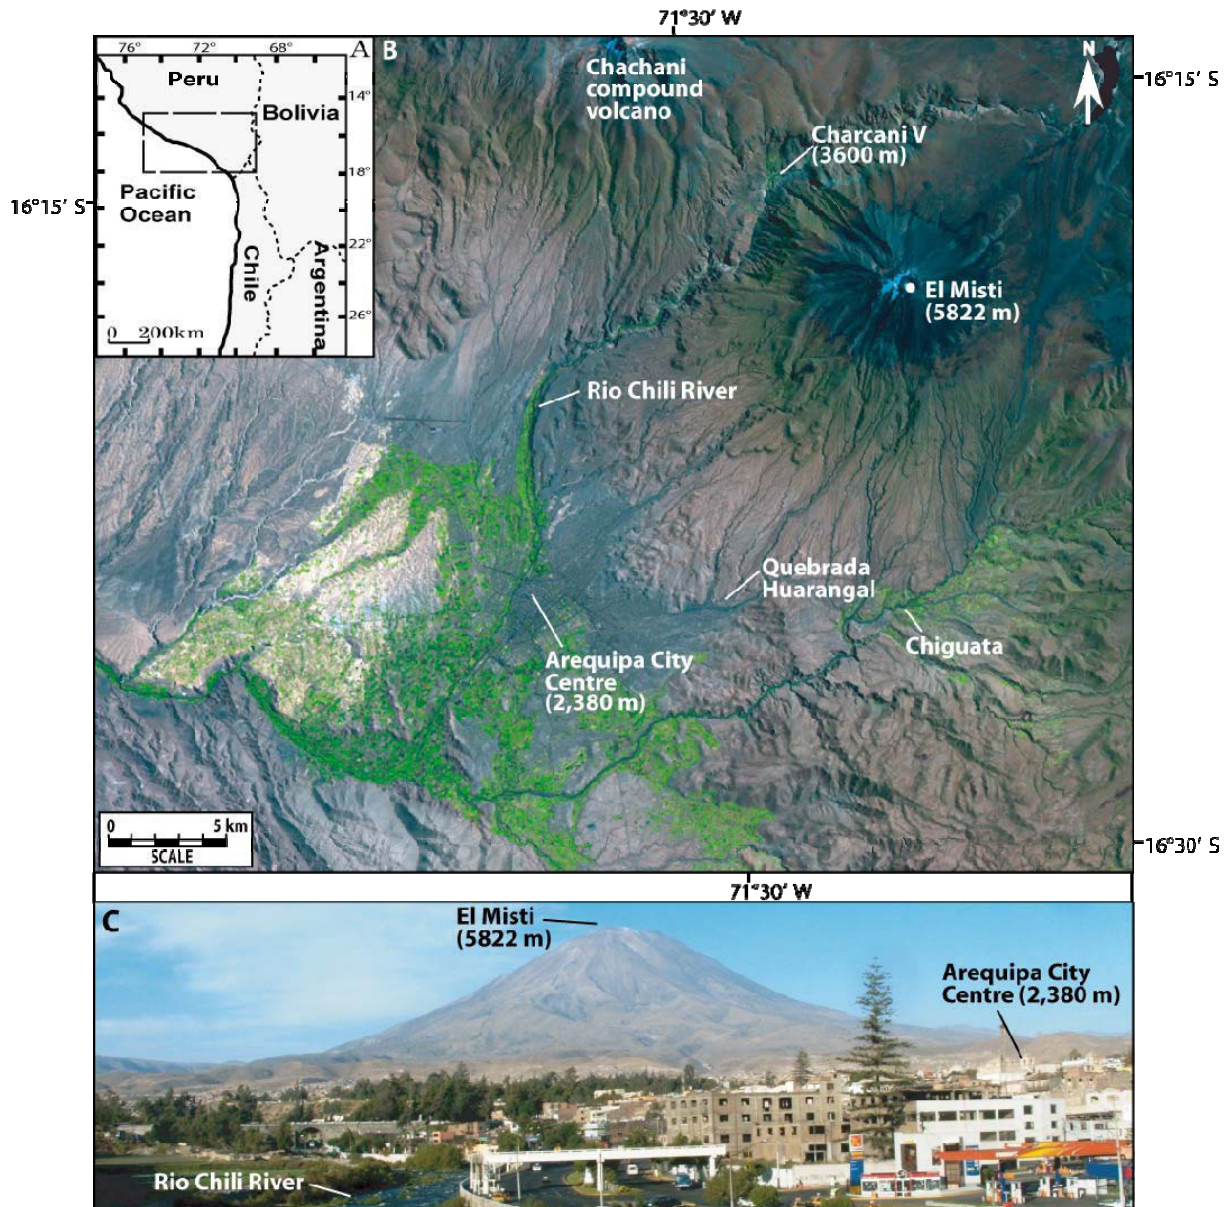 71°30' W
76°
72°
68°
A
B
N
Peru
Bolivia
14°
18°
22°
26°
Pacific
Ocean
Chile
Argentina
0 200km
Chachani
compound
volcano
16°15' S
16°15' S
Charcani V
(3600 m)
El Misti
(5822 m)
Rio Chili River
Quebrada
Huarangal
Chiguata
Arequipa City
Centre
(2,380 m)
0 5 km
SCALE
16°30' S
71°30' W
C
El Misti
(5822 m)
Arequipa City
Centre (2,380 m)
Rio Chili River